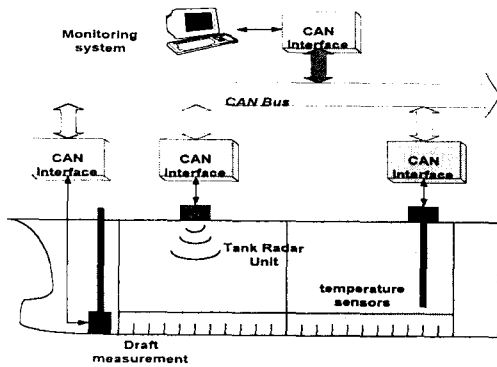 Monitoring
system
CAN
Interface
CAN Bus
CAN
Interface
CAN
Interface
CAN
Interface
Tank Radar
Unit
temperature
sensors
Draft
measurement